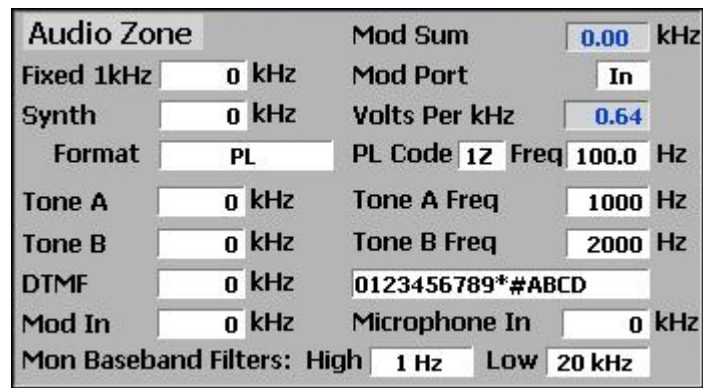 Audio Zone Mod Sum 0.00 kHz
Fixed 1kHz 0 kHz Mod Port In
Synth 0 kHz Volts Per kHz 0.64
Format PL PL Code 1Z Freq 100.0 Hz
Tone A 0 kHz Tone A Freq 1000 Hz
Tone B 0 kHz Tone B Freq 2000 Hz
DTMF 0 kHz 0123456789*#ABCD
Mod In 0 kHz Microphone In 0 kHz
Mon Baseband Filters: High 1 Hz Low 20 kHz